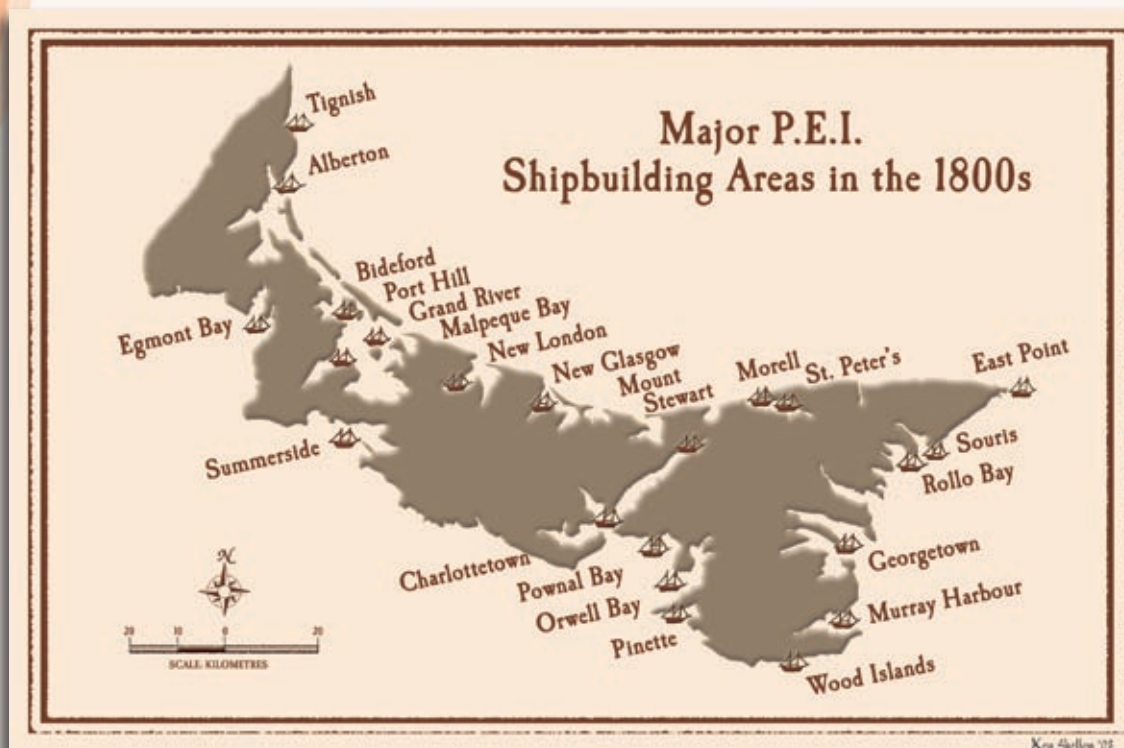 Major P.E.I.
Shipbuilding Areas in the 1800s
Tignish
Alberton
Bideford
Port Hill
Grand River
Malpeque Bay
New London
New Glasgow
Mount
Stewart
Morell
St. Peter's
East Point
Egmont Bay
Summerside
Souris
Rollo Bay
Charlottetown
Pownal Bay
Orwell Bay
Pinette
Georgetown
Murray Harbour
Wood Islands
N
20 10 0 20
SCALE: KILOMETRES